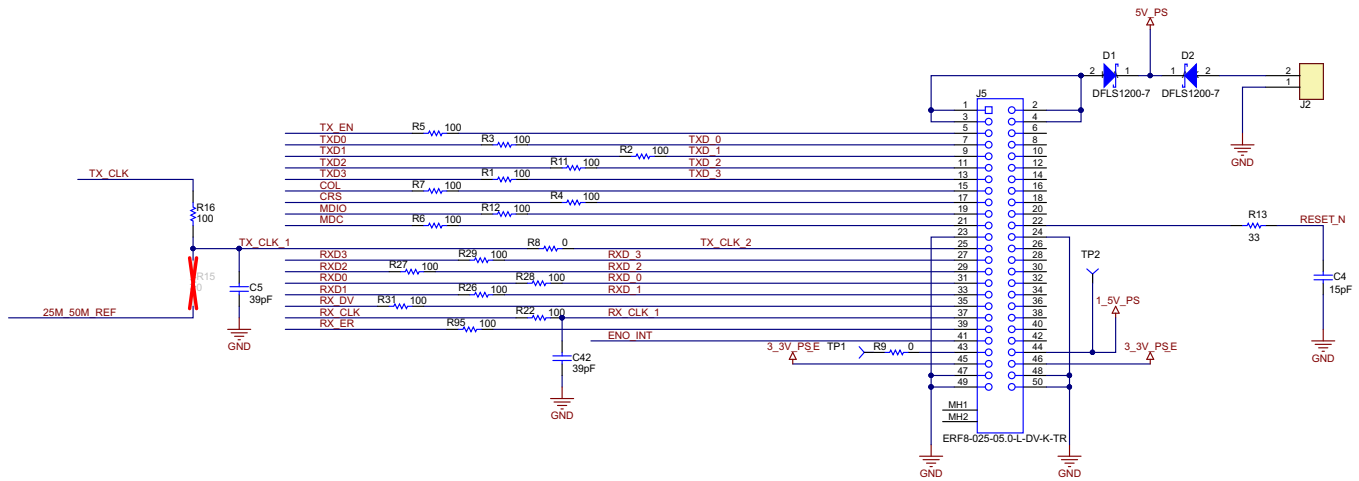 5V_PS
D1
D2
2
1
1
2
2
1
DFLS1200-7
DFLS1200-7
J2
GND
J5
1
2
3
4
TX_EN
R5
100
5
6
TXD0
R3
100
TXD_0
7
8
TXD1
R2
100
TXD_1
9
10
TXD2
R11
100
TXD_2
11
12
TXD3
R1
100
TXD_3
13
14
COL
R7
100
15
16
CRS
R4
100
17
18
MDIO
R12
100
19
20
MDC
R6
100
21
22
R13
33
RESET_N
23
24
TX_CLK
R16
100
TX_CLK_1
R8
0
TX_CLK_2
25
26
RXD3
R29
100
RXD_3
27
28
RXD2
R27
100
RXD_2
29
30
RXD0
R28
100
RXD_0
31
32
RXD1
R26
100
RXD_1
33
34
RX_DV
R31
100
35
36
RX_CLK
R22
100
RX_CLK_1
37
38
RX_ER
R95
100
39
40
ENO_INT
41
42
TP2
1_5V_PS
3_3V_PS_E
TP1
R9
0
43
44
3_3V_PS_E
45
46
47
48
49
50
MH1
MH2
ERF8-025-05.0-L-DV-K-TR
GND
GND
R15
0
C5
39pF
GND
25M_50M_REF
C42
39pF
GND
C4
15pF
GND